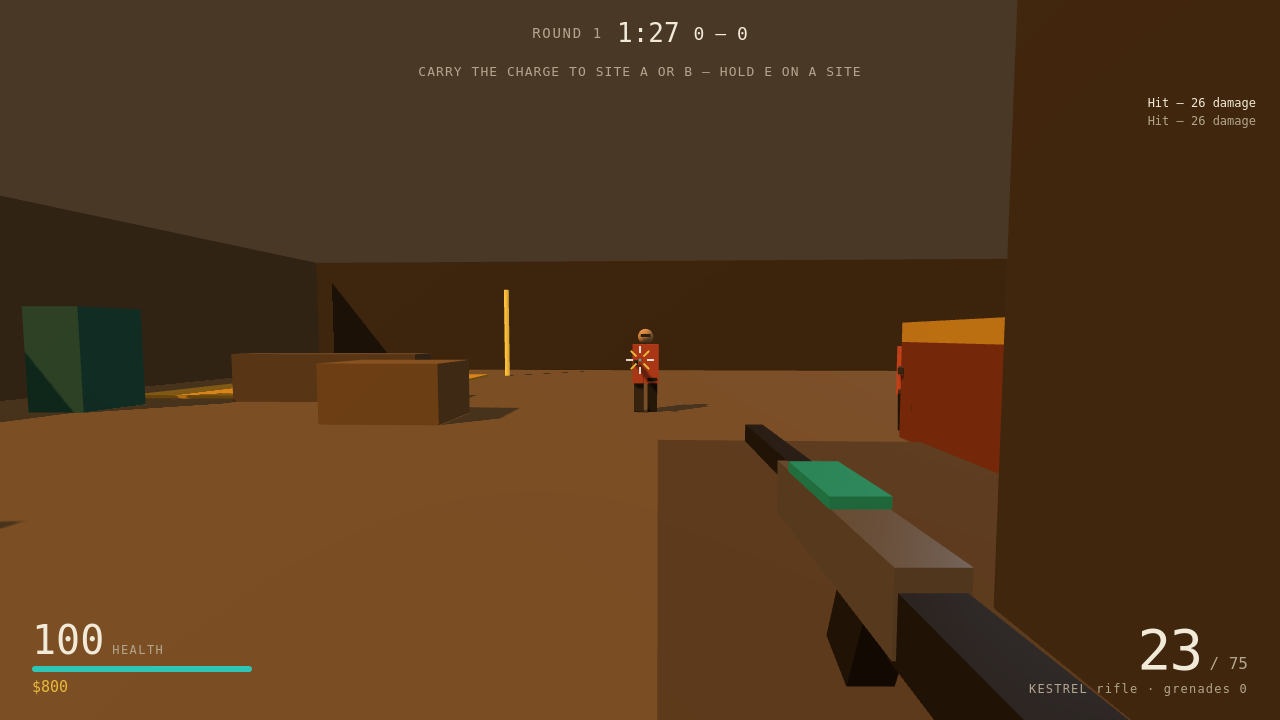 ROUND 1 1:27 0 — 0
CARRY THE CHARGE TO SITE A OR B — HOLD E ON A SITE
Hit — 26 damage
Hit — 26 damage
100 HEALTH
$800
23 / 75
KESTREL rifle · grenades 0